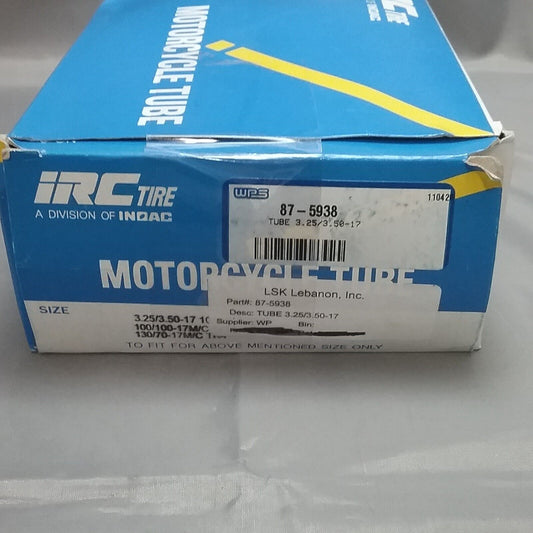 IRC TIRE
MOTORCYCLE TUBE
IRC TIRE
A DIVISION OF INOAC
WPS
11042
87-5938
TUBE 3.25/3.50-17
MOTORCYCLE TUBE
LSK Lebanon, Inc.
Part#: 87-5938
Desc: TUBE 3.25/3.50-17
Supplier: WP Bin:
SIZE
3.25/3.50-17
100/100-17M/C
130/70-17M/C
TO FIT FOR ABOVE MENTIONED SIZE ONLY